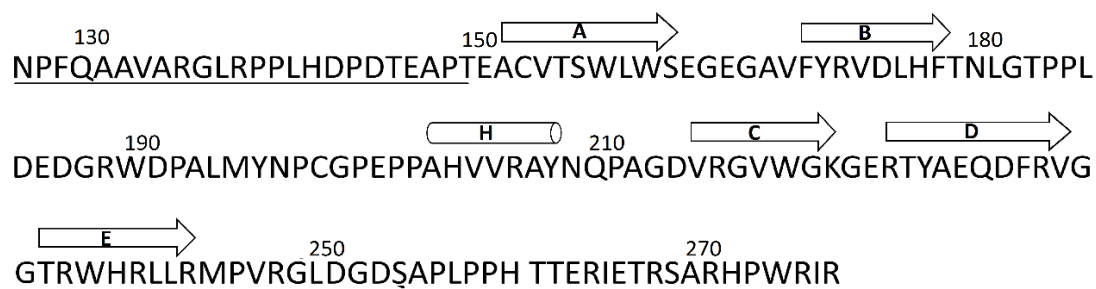 130 150 A B 180
NPFQAAVARGLRPPLHDPDTEAPTEACVTSWLWSEGEGAVFYRVDLHFTNLGTPPL
190 H 210 C D
DEDGRWDPALMYNPCGPEPPAHVVRAYNQPAGDVRGVWGKGERTYAEQDFRVG
E 250 270
GTRWHRLLRMPVRGLDGDSAPLPPH TTERIETRSARHPWRIR